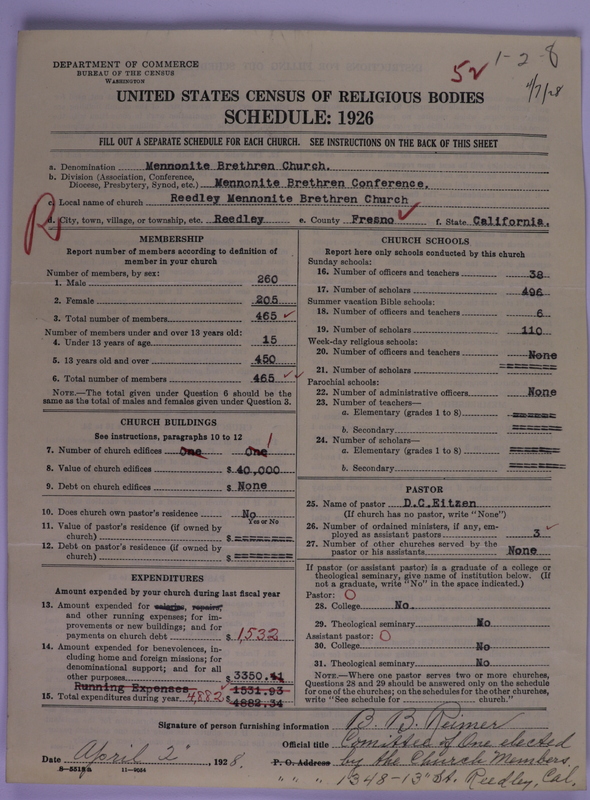 DEPARTMENT OF COMMERCE
BUREAU OF THE CENSUS
WASHINGTON
52 1-2-8
4/7/28
UNITED STATES CENSUS OF RELIGIOUS BODIES
SCHEDULE: 1926
FILL OUT A SEPARATE SCHEDULE FOR EACH CHURCH. SEE INSTRUCTIONS ON THE BACK OF THIS SHEET
a. Denomination Mennonite Brethren Church.
b. Division (Association, Conference,
Diocese, Presbytery, Synod, etc.) Mennonite Brethren Conference.
c. Local name of church Reedley Mennonite Brethren Church
R
d. City, town, village, or township, etc. Reedley e. County Fresno f. State California.
MEMBERSHIP
Report number of members according to definition of
member in your church
Number of members, by sex:
1. Male 260
2. Female 205
3. Total number of members 465
Number of members under and over 13 years old:
4. Under 13 years of age 15
5. 13 years old and over 450
6. Total number of members 465
NOTE.—The total given under Question 6 should be the
same as the total of males and females given under Question 3.
CHURCH BUILDINGS
See instructions, paragraphs 10 to 12
7. Number of church edifices One One 1
8. Value of church edifices $40,000
9. Debt on church edifices $ None
10. Does church own pastor's residence No
Yes or No
11. Value of pastor's residence (if owned by
church) $ =======
12. Debt on pastor's residence (if owned by
church) $ =======
EXPENDITURES
Amount expended by your church during last fiscal year
13. Amount expended for salaries, repairs,
and other running expenses; for im-
provements or new buildings; and for
payments on church debt $ 1,532
14. Amount expended for benevolences, in-
cluding home and foreign missions; for
denominational support; and for all
other purposes $ 3350.41
Running Expenses 1531.93
15. Total expenditures during year 4882 $ 4882.34
CHURCH SCHOOLS
Report here only schools conducted by this church
Sunday schools:
16. Number of officers and teachers 38
17. Number of scholars 496
Summer vacation Bible schools:
18. Number of officers and teachers 6
19. Number of scholars 110
Week-day religious schools:
20. Number of officers and teachers None
21. Number of scholars =======
Parochial schools:
22. Number of administrative officers None
23. Number of teachers—
a. Elementary (grades 1 to 8) =======
b. Secondary =======
24. Number of scholars—
a. Elementary (grades 1 to 8) =======
b. Secondary =======
PASTOR
25. Name of pastor D.C.Eitzen
(If church has no pastor, write "None")
26. Number of ordained ministers, if any, em-
ployed as assistant pastors 3
27. Number of other churches served by the
pastor or his assistants None
If pastor (or assistant pastor) is a graduate of a college or
theological seminary, give name of institution below. (If
not a graduate, write "No" in the space indicated.)
Pastor: O
28. College No.
29. Theological seminary No
Assistant pastor: O
30. College No
31. Theological seminary No
NOTE.—Where one pastor serves two or more churches,
Questions 28 and 29 should be answered only on the schedule
for one of the churches; on the schedules for the other churches,
write "See schedule for church."
Signature of person furnishing information B. B. Reimer
Official title Comittee of One elected
Date April 2" , 1928. P. O. Address by the Church Members.
8—5518a 11—9024 " " " 1348-13" St. Reedley, Cal.